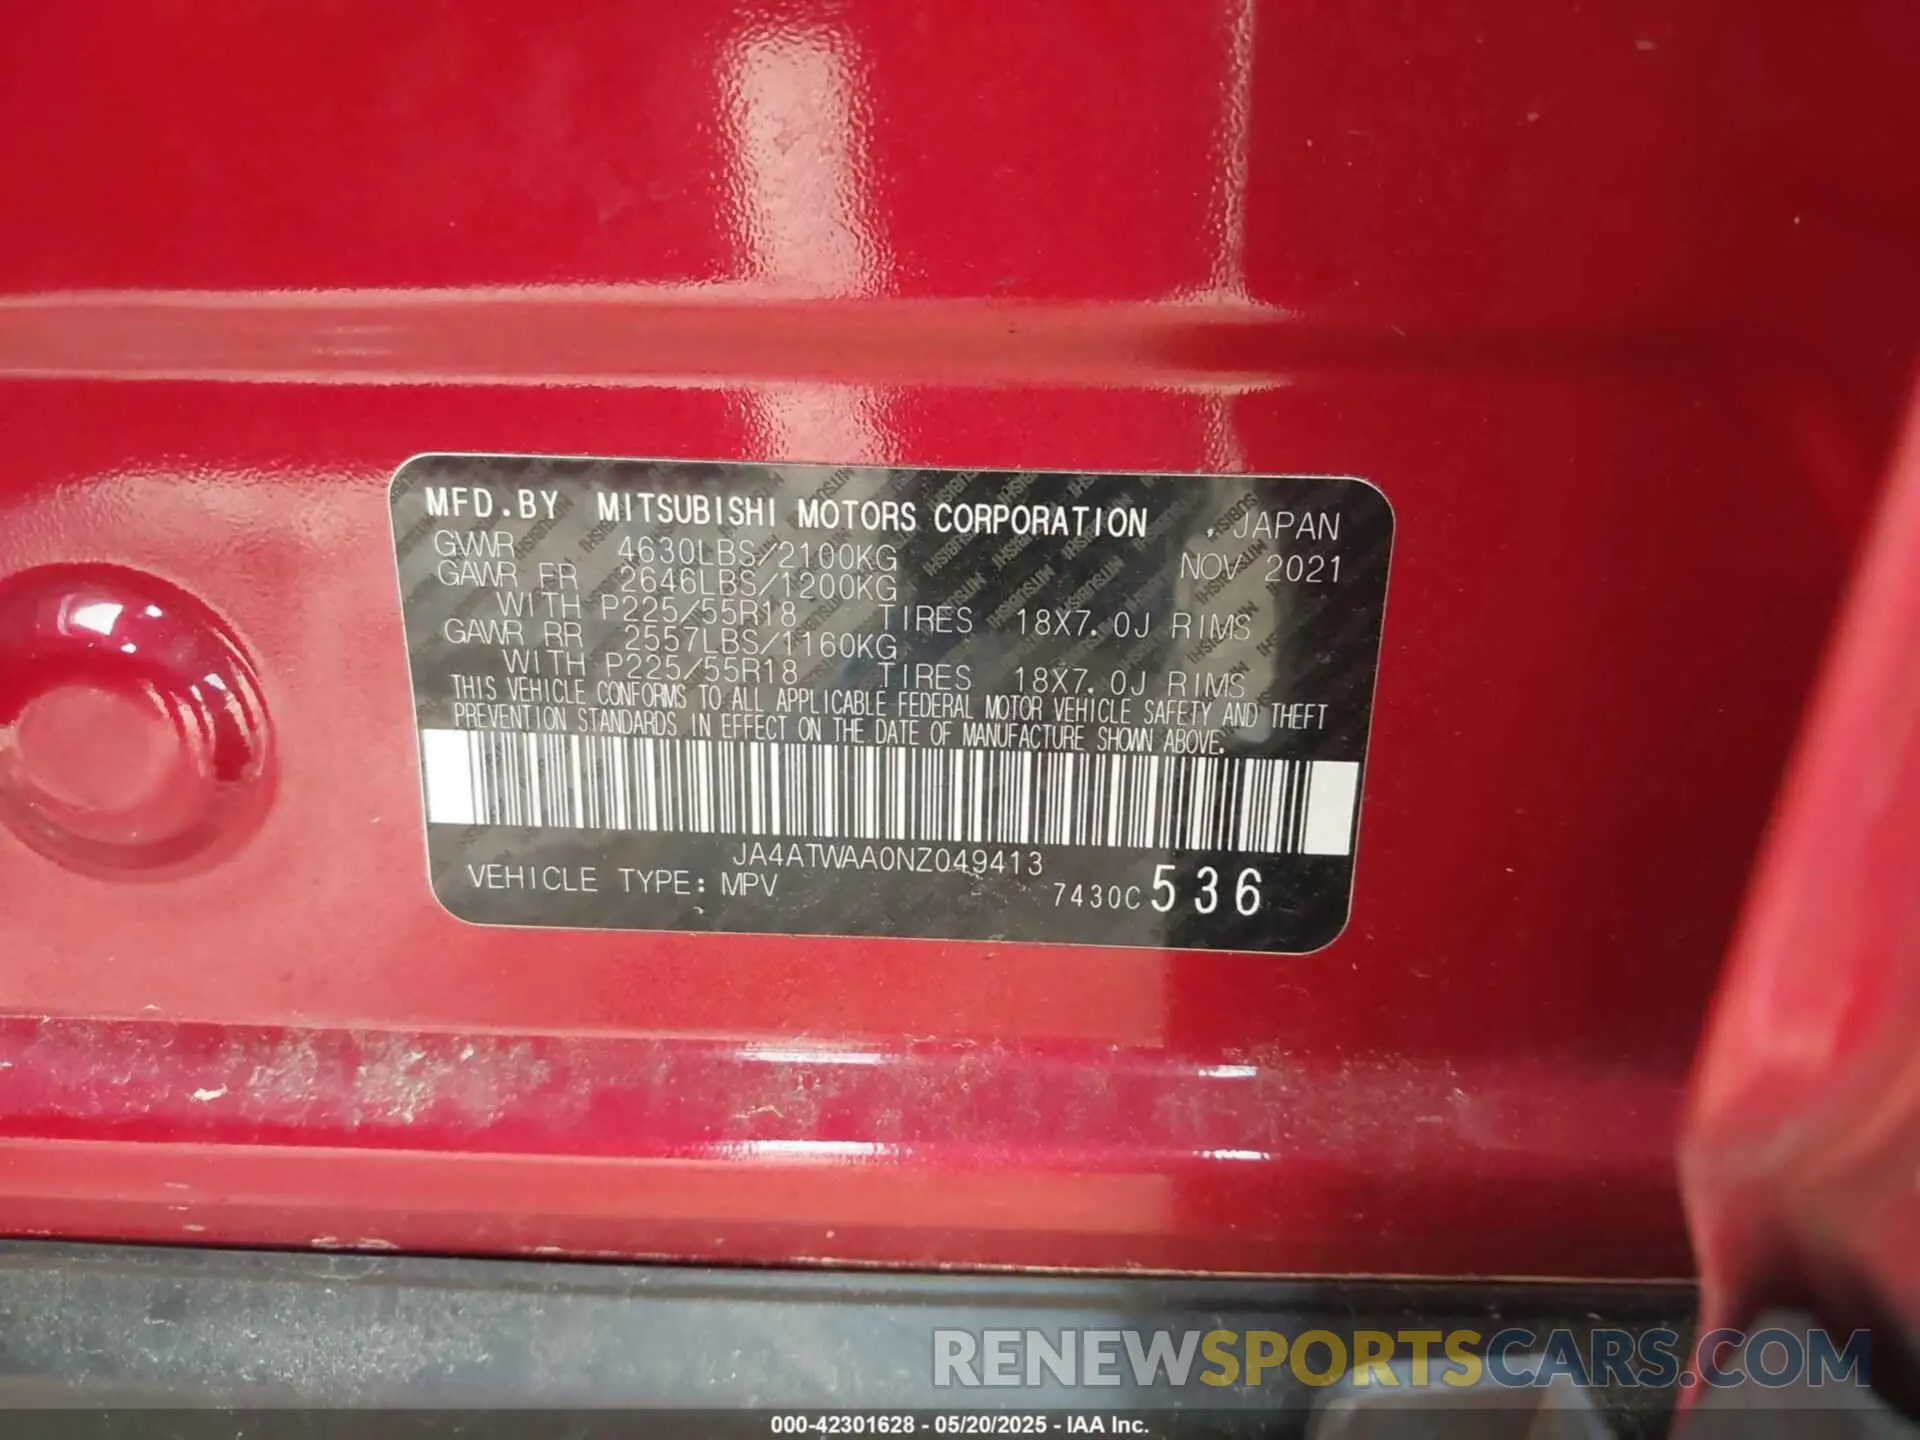 MFD.BY MITSUBISHI MOTORS CORPORATION , JAPAN
GVWR 4630LBS/2100KG NOV 2021
GAWR FR 2646LBS/1200KG
WITH P225/55R18 TIRES 18X7.0J RIMS
GAWR RR 2557LBS/1160KG
WITH P225/55R18 TIRES 18X7.0J RIMS
THIS VEHICLE CONFORMS TO ALL APPLICABLE FEDERAL MOTOR VEHICLE SAFETY AND THEFT
PREVENTION STANDARDS IN EFFECT ON THE DATE OF MANUFACTURE SHOWN ABOVE.
JA4ATWAA0NZ049413
VEHICLE TYPE: MPV 7430C 536
RENEWSPORTSCARS.COM
000-42301628 - 05/20/2025 - IAA Inc.